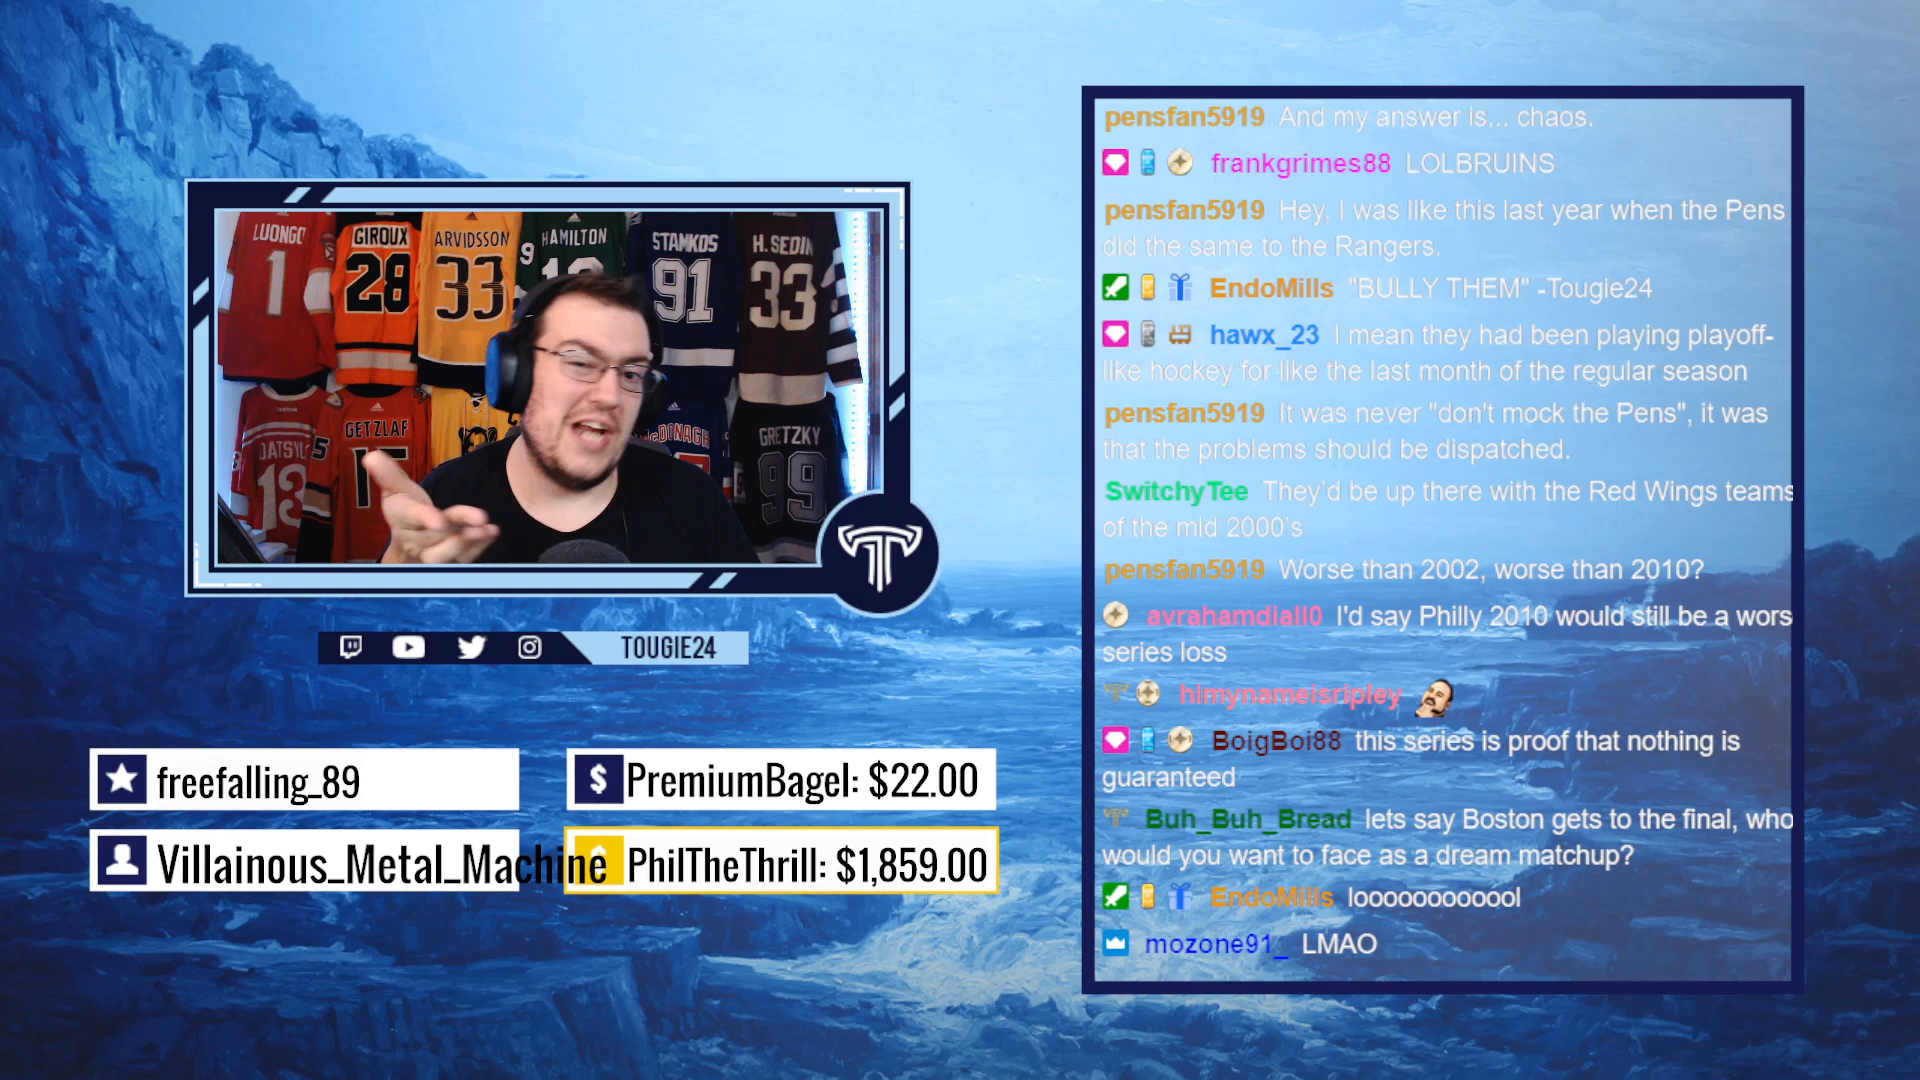 LUONGO
1
GIROUX
28
ARVIDSSON
33
HAMILTON
9
STAMKOS
91
H. SEDIN
33
DATSYU
13
GETZLAF
15
McDONAGH
GRETZKY
99
TOUGIE24
freefalling_89
PremiumBagel: $22.00
Villainous_Metal_Machine
PhilTheThrill: $1,859.00
pensfan5919 And my answer is... chaos.
frankgrimes88 LOLBRUINS
pensfan5919 Hey, I was like this last year when the Pens
did the same to the Rangers.
EndoMills "BULLY THEM" -Tougie24
hawx_23 I mean they had been playing playoff-
like hockey for like the last month of the regular season
pensfan5919 It was never "don't mock the Pens", it was
that the problems should be dispatched.
SwitchyTee They'd be up there with the Red Wings teams
of the mid 2000's
pensfan5919 Worse than 2002, worse than 2010?
avrahamdiall0 I'd say Philly 2010 would still be a wors
series loss
himynameisripley
BoigBoi88 this series is proof that nothing is
guaranteed
Buh_Buh_Bread lets say Boston gets to the final, who
would you want to face as a dream matchup?
EndoMills looooooooooool
mozone91_ LMAO